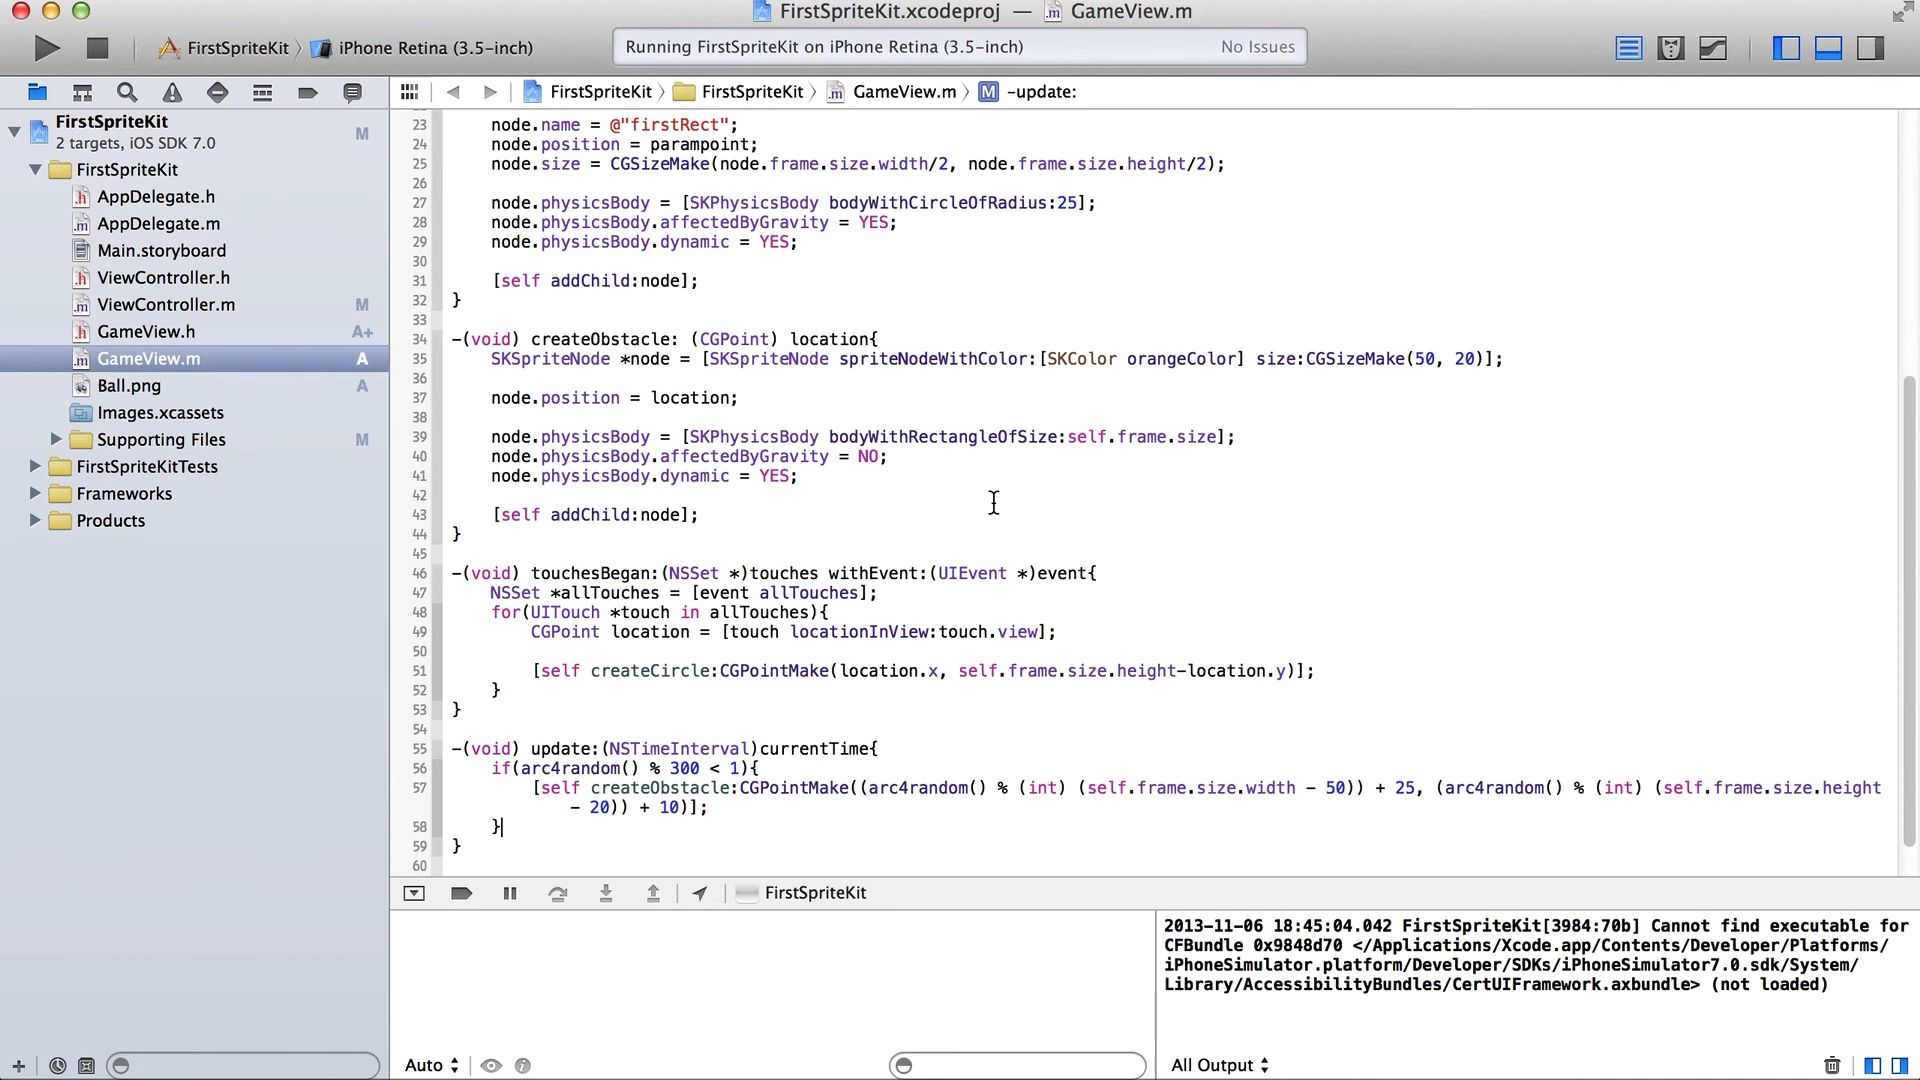 FirstSpriteKit.xcodeproj — GameView.m
FirstSpriteKit iPhone Retina (3.5-inch)
Running FirstSpriteKit on iPhone Retina (3.5-inch) No Issues
FirstSpriteKit FirstSpriteKit GameView.m M -update:
FirstSpriteKit M
2 targets, iOS SDK 7.0
FirstSpriteKit
h AppDelegate.h
m AppDelegate.m
Main.storyboard
h ViewController.h
m ViewController.m M
h GameView.h A+
m GameView.m A
Ball.png A
Images.xcassets
Supporting Files M
FirstSpriteKitTests
Frameworks
Products
23 node.name = @"firstRect";
24 node.position = parampoint;
25 node.size = CGSizeMake(node.frame.size.width/2, node.frame.size.height/2);
26
27 node.physicsBody = [SKPhysicsBody bodyWithCircleOfRadius:25];
28 node.physicsBody.affectedByGravity = YES;
29 node.physicsBody.dynamic = YES;
30
31 [self addChild:node];
32 }
33
34 -(void) createObstacle: (CGPoint) location{
35 SKSpriteNode *node = [SKSpriteNode spriteNodeWithColor:[SKColor orangeColor] size:CGSizeMake(50, 20)];
36
37 node.position = location;
38
39 node.physicsBody = [SKPhysicsBody bodyWithRectangleOfSize:self.frame.size];
40 node.physicsBody.affectedByGravity = NO;
41 node.physicsBody.dynamic = YES;
42
43 [self addChild:node];
44 }
45
46 -(void) touchesBegan:(NSSet *)touches withEvent:(UIEvent *)event{
47 NSSet *allTouches = [event allTouches];
48 for(UITouch *touch in allTouches){
49 CGPoint location = [touch locationInView:touch.view];
50
51 [self createCircle:CGPointMake(location.x, self.frame.size.height-location.y)];
52 }
53 }
54
55 -(void) update:(NSTimeInterval)currentTime{
56 if(arc4random() % 300 < 1){
57 [self createObstacle:CGPointMake((arc4random() % (int) (self.frame.size.width - 50)) + 25, (arc4random() % (int) (self.frame.size.height
- 20)) + 10)];
58 }
59 }
60
FirstSpriteKit
2013-11-06 18:45:04.042 FirstSpriteKit[3984:70b] Cannot find executable for
CFBundle 0x9848d70 </Applications/Xcode.app/Contents/Developer/Platforms/
iPhoneSimulator.platform/Developer/SDKs/iPhoneSimulator7.0.sdk/System/
Library/AccessibilityBundles/CertUIFramework.axbundle> (not loaded)
Auto
All Output